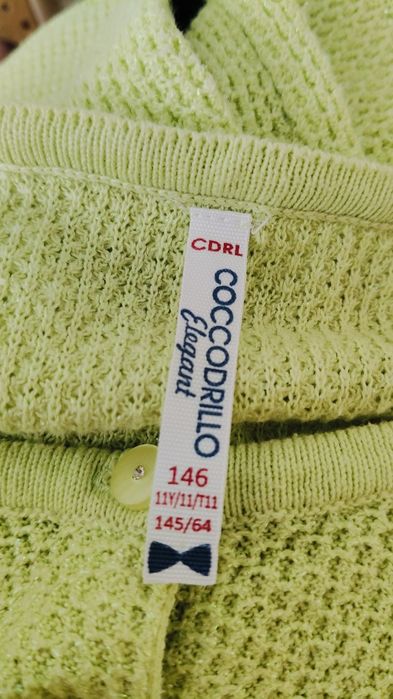 CDRL
COCCODRILLO
Elegant
146
11Y/11/T11
145/64